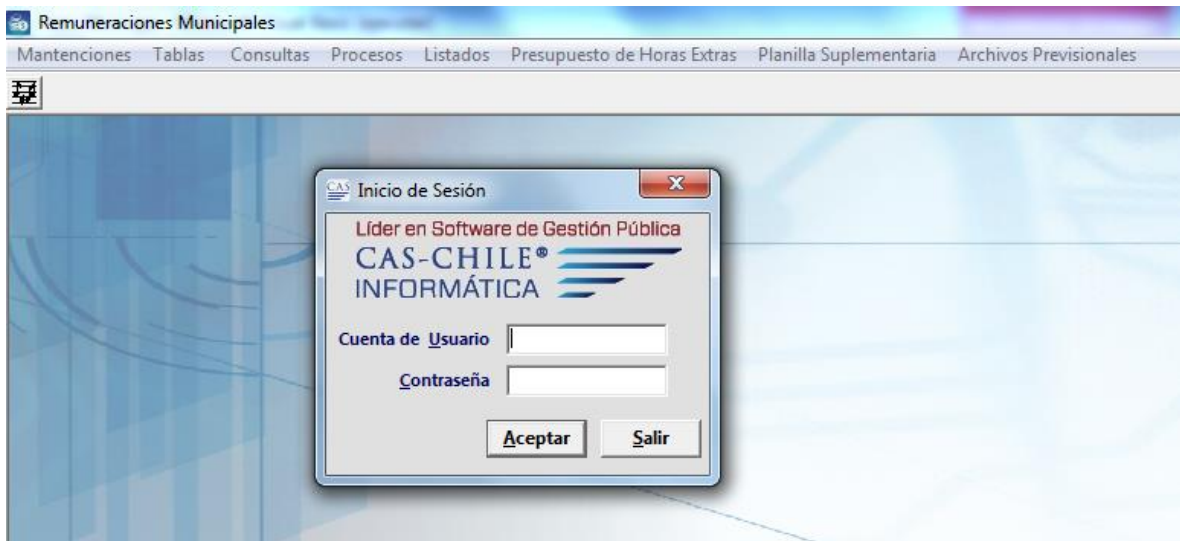 Remuneraciones Municipales
Mantenciones Tablas Consultas Procesos Listados Presupuesto de Horas Extras Planilla Suplementaria Archivos Previsionales
CAS Inicio de Sesión
Líder en Software de Gestión Pública
CAS-CHILE®
INFORMÁTICA
Cuenta de Usuario
Contraseña
Aceptar Salir